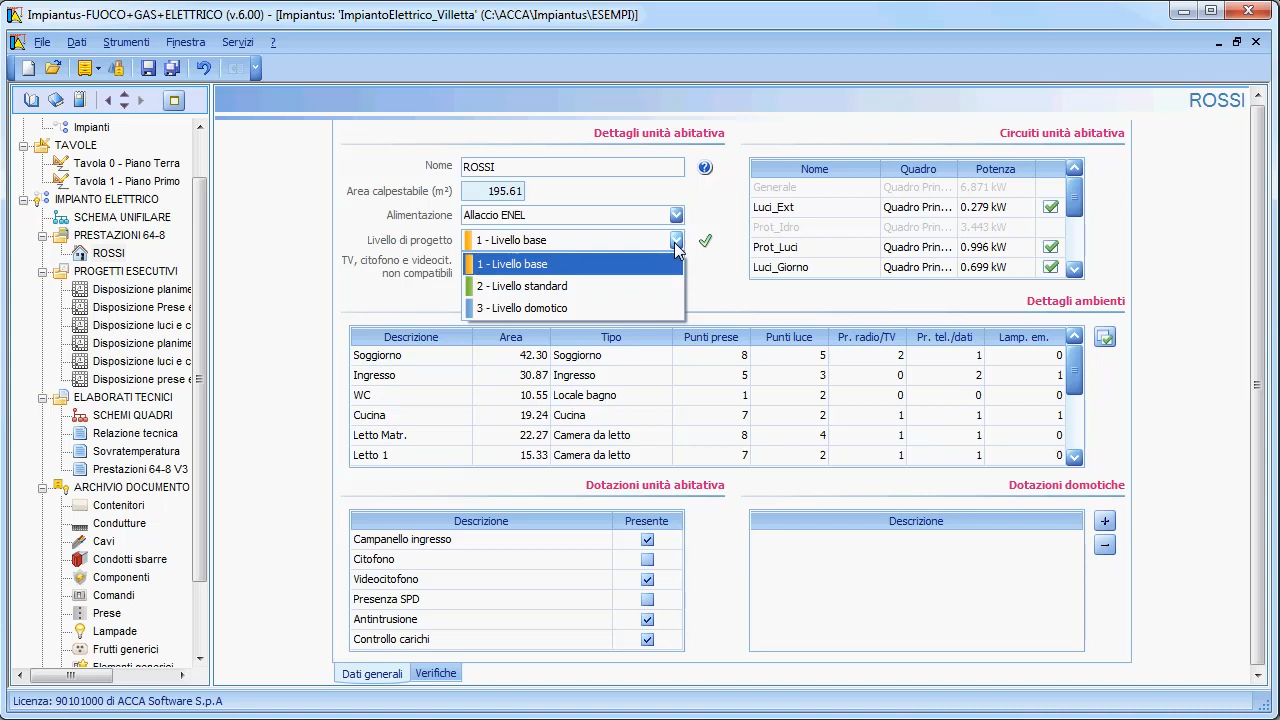 Impiantus-FUOCO+GAS+ELETTRICO (v.6.00) - [Impiantus: 'ImpiantoElettrico_Villetta' (C:\ACCA\Impiantus\ESEMPI)]
File Dati Strumenti Finestra Servizi ?
Impianti
TAVOLE
Tavola 0 - Piano Terra
Tavola 1 - Piano Primo
IMPIANTO ELETTRICO
SCHEMA UNIFILARE
PRESTAZIONI 64-8
ROSSI
PROGETTI ESECUTIVI
Disposizione planime
Disposizione Prese e
Disposizione luci e c
Disposizione planime
Disposizione luci e c
Disposizione prese e
ELABORATI TECNICI
SCHEMI QUADRI
Relazione tecnica
Sovratemperatura
Prestazioni 64-8 V3
ARCHIVIO DOCUMENTO
Contenitori
Condutture
Cavi
Condotti sbarre
Componenti
Comandi
Prese
Lampade
Frutti generici
Elementi generici
ROSSI
Dettagli unità abitativa
Nome ROSSI
Area calpestabile (m²) 195.61
Alimentazione Allaccio ENEL
Livello di progetto 1 - Livello base
TV, citofono e videocit.
non compatibili
1 - Livello base
2 - Livello standard
3 - Livello domotico
Circuiti unità abitativa
Nome Quadro Potenza
Generale Quadro Prin... 6.871 kW
Luci_Ext Quadro Prin... 0.279 kW
Prot_Idro Quadro Prin... 3.443 kW
Prot_Luci Quadro Prin... 0.996 kW
Luci_Giorno Quadro Prin... 0.699 kW
Dettagli ambienti
Descrizione Area Tipo Punti prese Punti luce Pr. radio/TV Pr. tel./dati Lamp. em.
Soggiorno 42.30 Soggiorno 8 5 2 1 0
Ingresso 30.87 Ingresso 5 3 0 2 1
WC 10.55 Locale bagno 1 2 0 0 0
Cucina 19.24 Cucina 7 2 1 1 1
Letto Matr. 22.27 Camera da letto 8 4 1 1 0
Letto 1 15.33 Camera da letto 7 2 1 1 0
Dotazioni unità abitativa
Descrizione Presente
Campanello ingresso
Citofono
Videocitofono
Presenza SPD
Antintrusione
Controllo carichi
Dotazioni domotiche
Descrizione
Dati generali Verifiche
Licenza: 90101000 di ACCA Software S.p.A